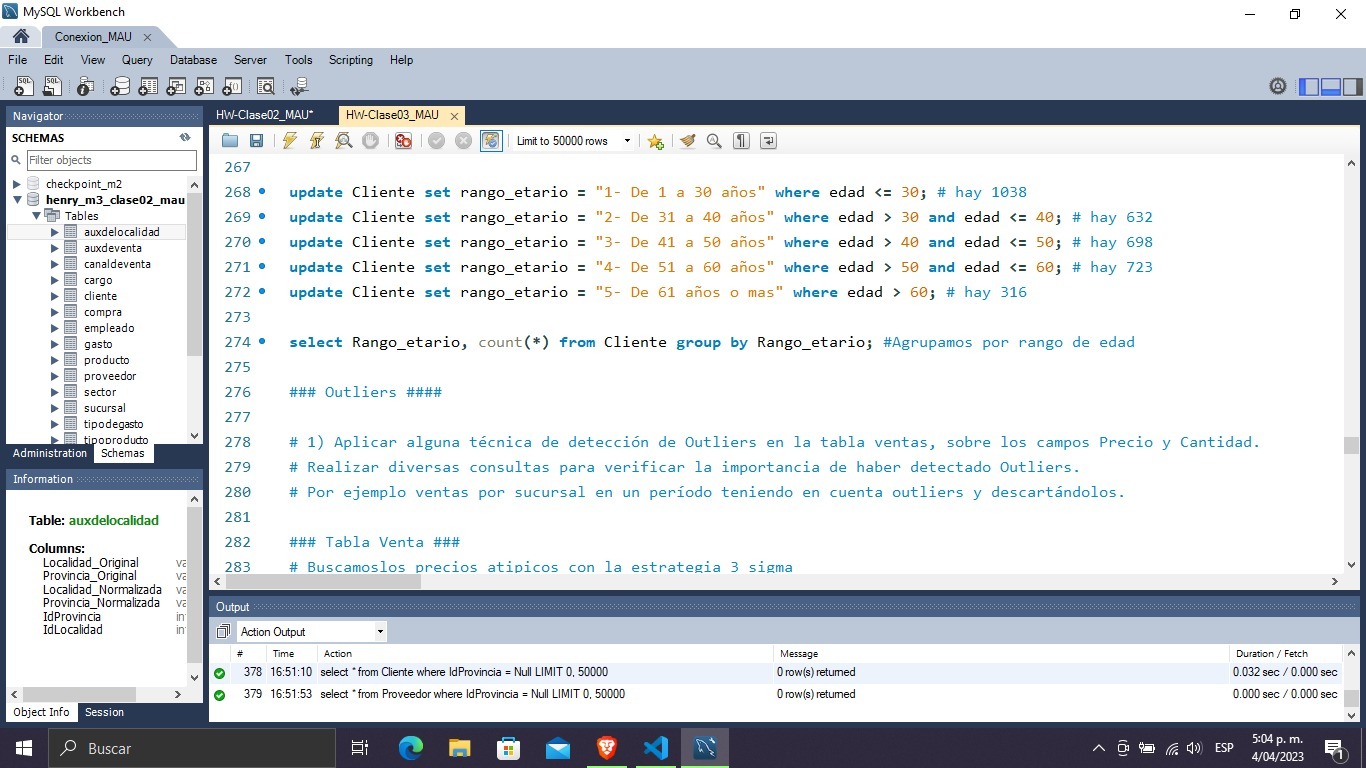 MySQL Workbench
Conexion_MAU
File Edit View Query Database Server Tools Scripting Help
Navigator
SCHEMAS
Filter objects
checkpoint_m2
henry_m3_clase02_mau
Tables
auxdelocalidad
auxdeventa
canaldeventa
cargo
cliente
compra
empleado
gasto
producto
proveedor
sector
sucursal
tipodegasto
tipoproducto
Administration Schemas
Information
Table: auxdelocalidad
Columns:
Localidad_Original va
Provincia_Original va
Localidad_Normalizada va
Provincia_Normalizada va
IdProvincia in
IdLocalidad in
Object Info Session
HW-Clase02_MAU* HW-Clase03_MAU
Limit to 50000 rows
267
268 update Cliente set rango_etario = "1- De 1 a 30 años" where edad <= 30; # hay 1038
269 update Cliente set rango_etario = "2- De 31 a 40 años" where edad > 30 and edad <= 40; # hay 632
270 update Cliente set rango_etario = "3- De 41 a 50 años" where edad > 40 and edad <= 50; # hay 698
271 update Cliente set rango_etario = "4- De 51 a 60 años" where edad > 50 and edad <= 60; # hay 723
272 update Cliente set rango_etario = "5- De 61 años o mas" where edad > 60; # hay 316
273
274 select Rango_etario, count(*) from Cliente group by Rango_etario; #Agrupamos por rango de edad
275
276 ### Outliers ####
277
278 # 1) Aplicar alguna técnica de detección de Outliers en la tabla ventas, sobre los campos Precio y Cantidad.
279 # Realizar diversas consultas para verificar la importancia de haber detectado Outliers.
280 # Por ejemplo ventas por sucursal en un período teniendo en cuenta outliers y descartándolos.
281
282 ### Tabla Venta ###
283 # Buscamoslos precios atipicos con la estrategia 3 sigma
Output
Action Output
# Time Action Message Duration / Fetch
378 16:51:10 select * from Cliente where IdProvincia = Null LIMIT 0, 50000 0 row(s) returned 0.032 sec / 0.000 sec
379 16:51:53 select * from Proveedor where IdProvincia = Null LIMIT 0, 50000 0 row(s) returned 0.000 sec / 0.000 sec
Buscar
ESP
5:04 p. m.
4/04/2023
1